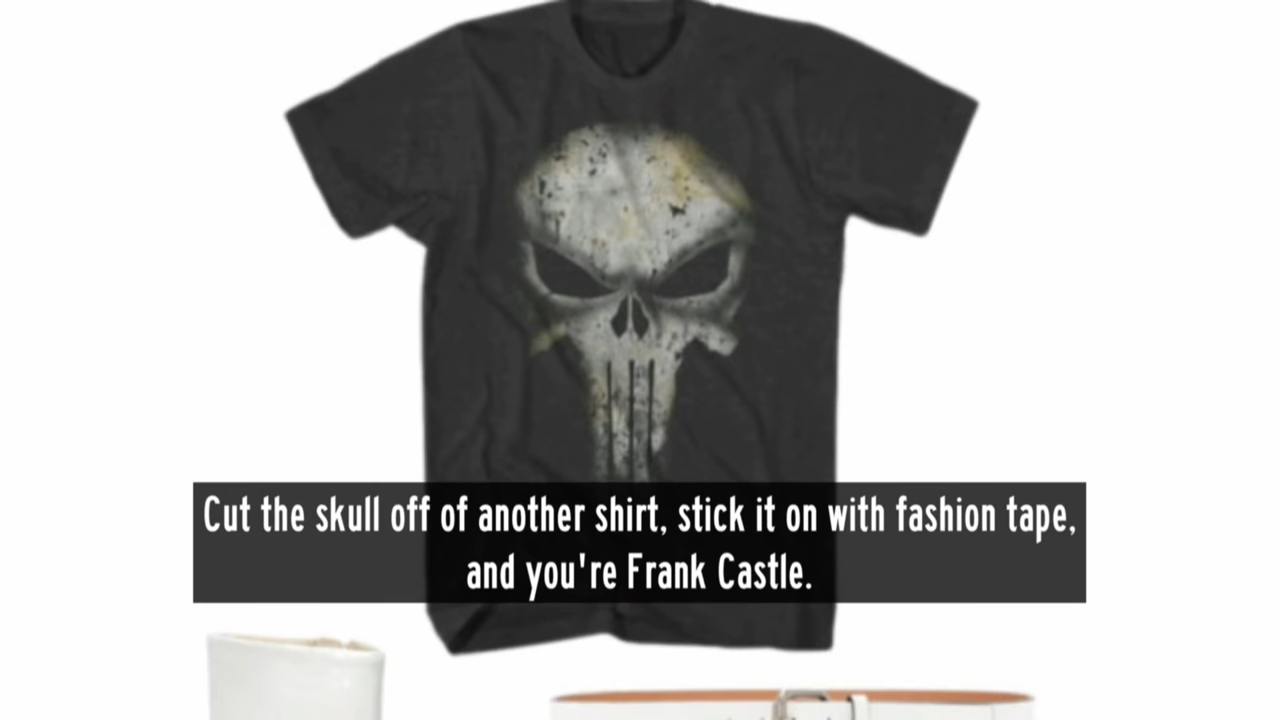 Cut the skull off of another shirt, stick it on with fashion tape,
and you're Frank Castle.